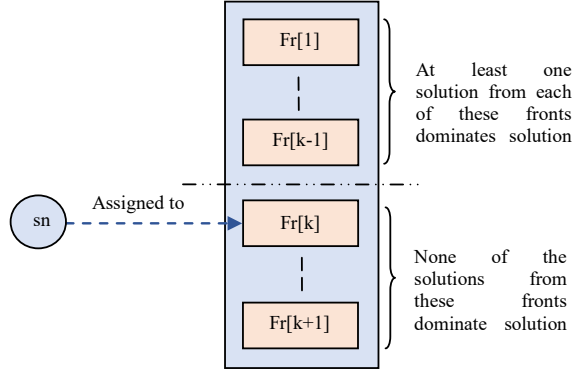 Fr[1]
At least one
solution from each
of these fronts
dominates solution
Fr[k-1]
Assigned to
sn
Fr[k]
None of the
solutions from
these fronts
dominate solution
Fr[k+1]